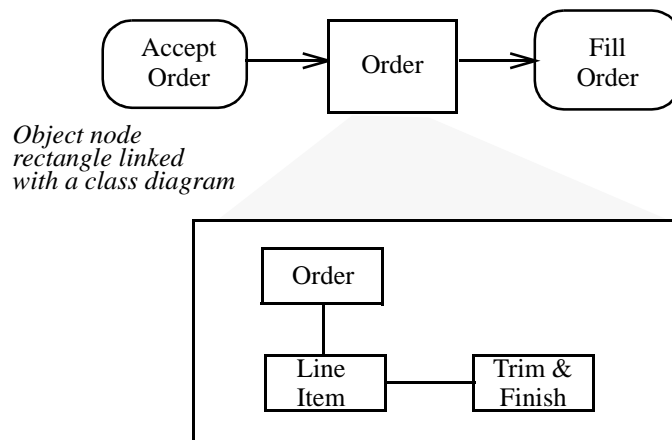 Accept
Order
Order
Fill
Order
Object node
rectangle linked
with a class diagram
Order
Line
Item
Trim &
Finish